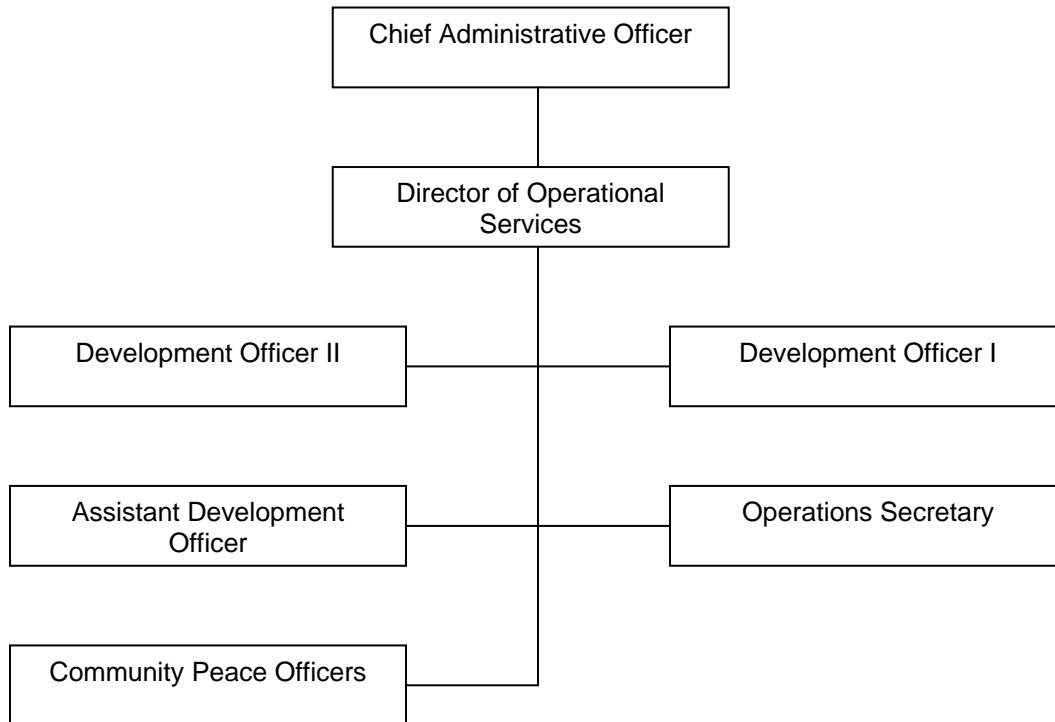 Chief Administrative Officer
Director of Operational
Services
Development Officer II
Development Officer I
Assistant Development
Officer
Operations Secretary
Community Peace Officers